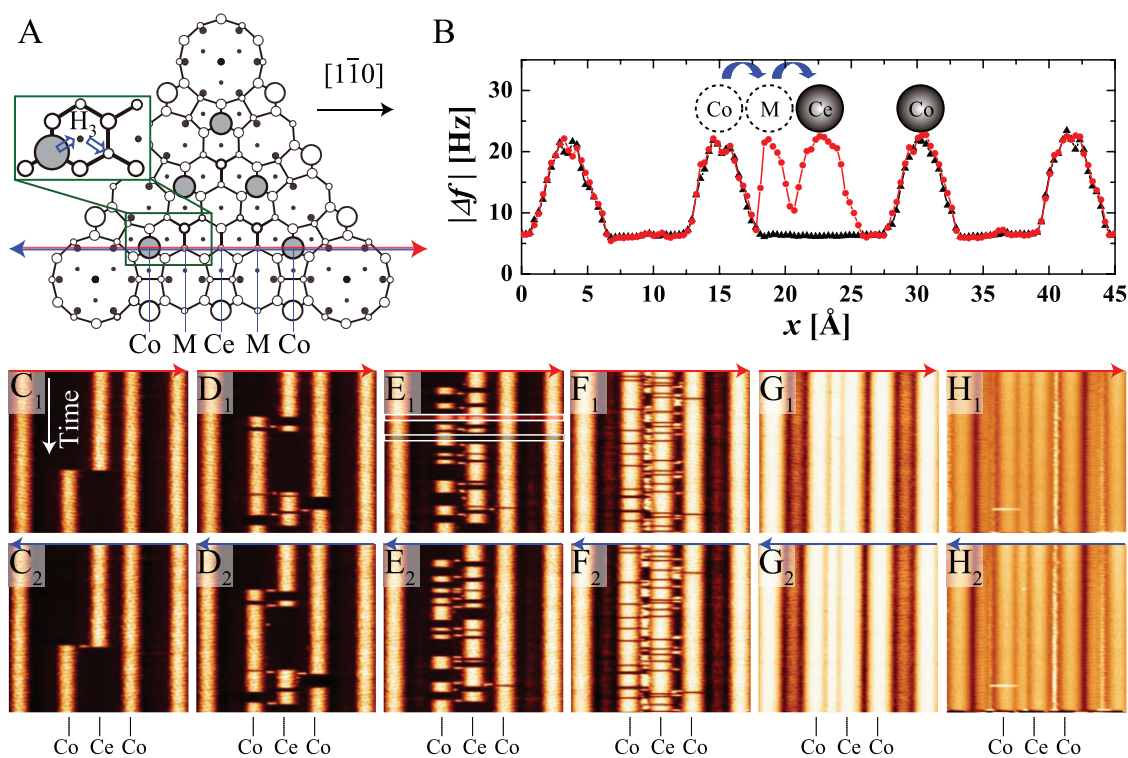 A
[11̅0]
H₃
Co M Ce M Co
B
|Δf| [Hz]
30
20
10
0
Co M Ce Co
0 5 10 15 20 25 30 35 40 45
x [Å]
C₁ D₁ E₁ F₁ G₁ H₁
Time
C₂ D₂ E₂ F₂ G₂ H₂
Co Ce Co Co Ce Co Co Ce Co Co Ce Co Co Ce Co Co Ce Co